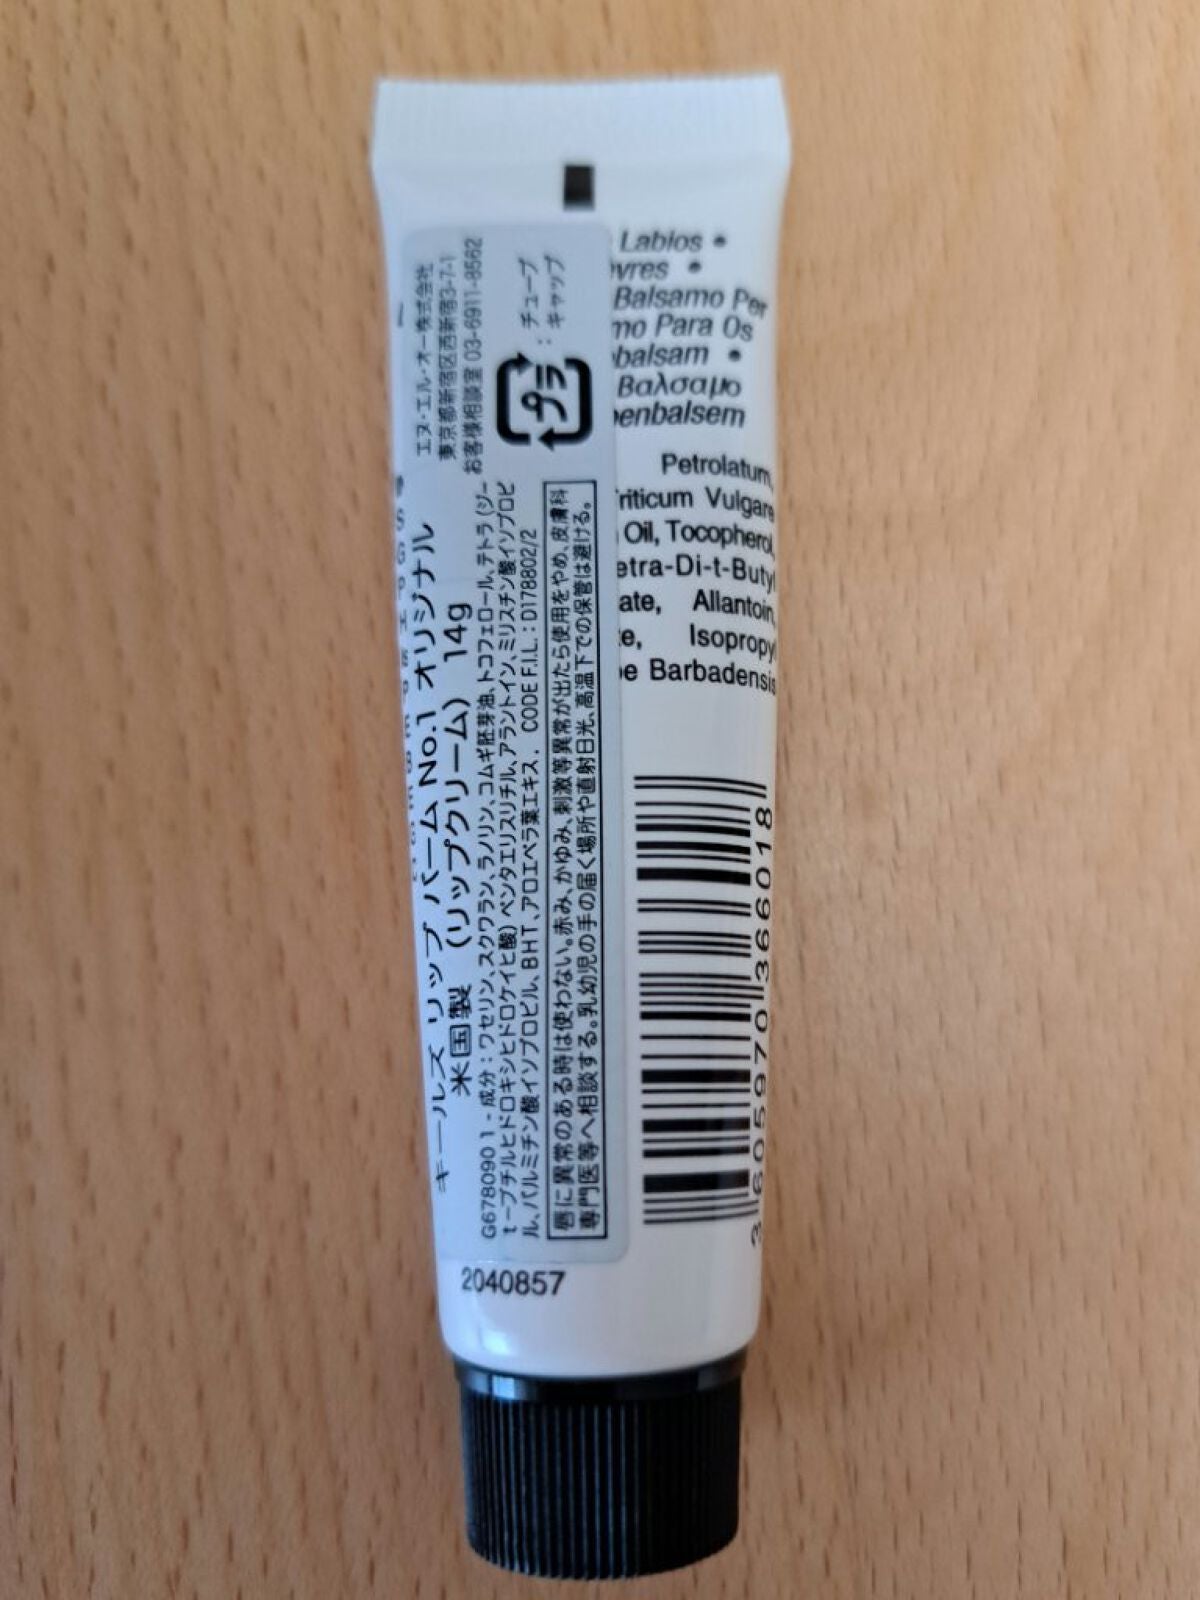 Labios •
vres •
Balsamo Per
mo Para Os
balsam •
Βαλσαμο
penbalsem
Petrolatum,
Triticum Vulgare
Oil, Tocopherol,
etra-Di-t-Butyl
ate, Allantoin,
te, Isopropyl
oe Barbadensis
キールズ リップ バーム No.1 オリジナル
米国製 (リップクリーム) 14g
G678090 1 - 成分:ワセリン、スクワラン、ラノリン、コムギ胚芽油、トコフェロール、テトラ(ジ-
t-ブチルヒドロキシヒドロケイヒ酸)ペンタエリスリチル、アラントイン、ミリスチン酸イソプロピ
ル、パルミチン酸イソプロピル、BHT、アロエベラ葉エキス. CODE F.I.L. : D178802/2
唇に異常のある時は使わない。赤み、かゆみ、刺激等異常が出たら使用をやめ、皮膚科
専門医等へ相談する。乳幼児の手の届く場所や直射日光、高温下での保管は避ける。
エヌ・エル・オー株式会社
東京都新宿区西新宿3-7-1
お客様相談室 03-6911-8562
プラ : チューブ
キャップ
3 605970 366018
2040857